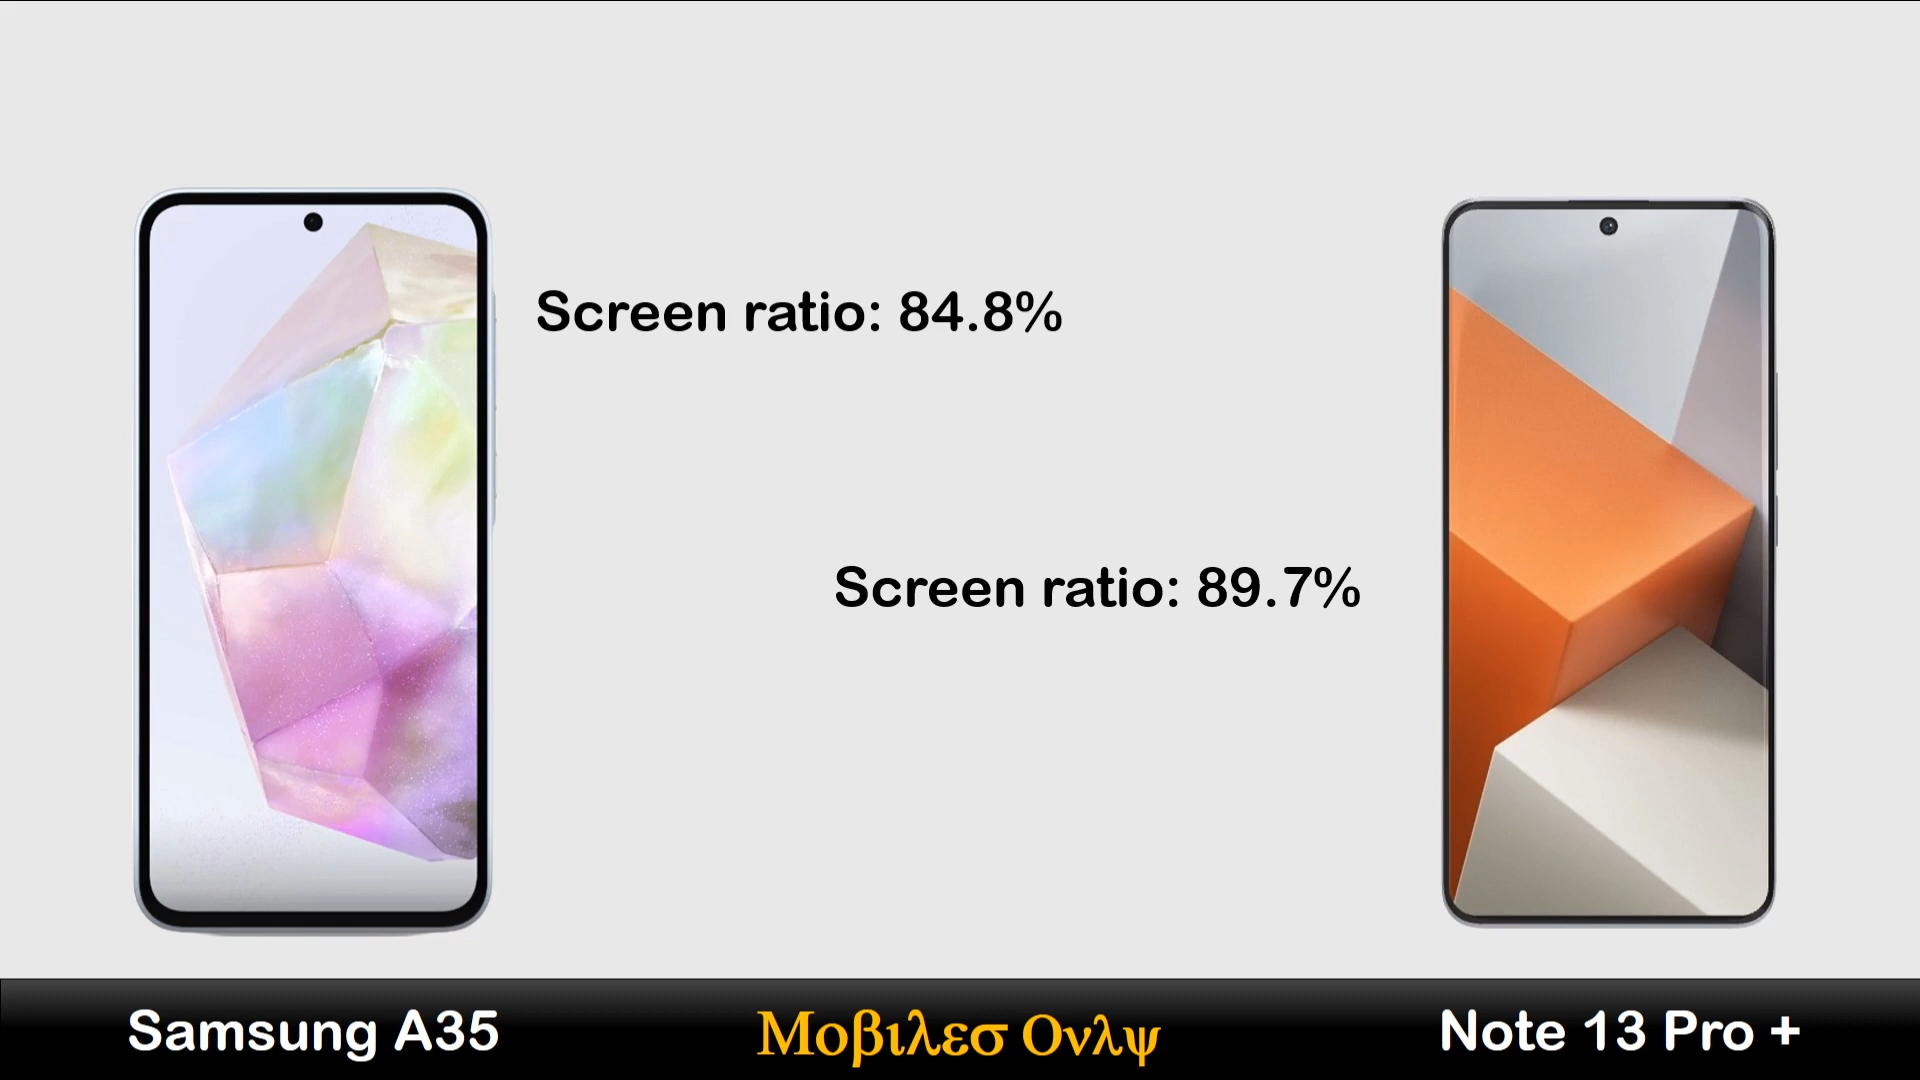 Screen ratio: 84.8%
Screen ratio: 89.7%
Samsung A35
Μοβιλεσ Ονλψ
Note 13 Pro +